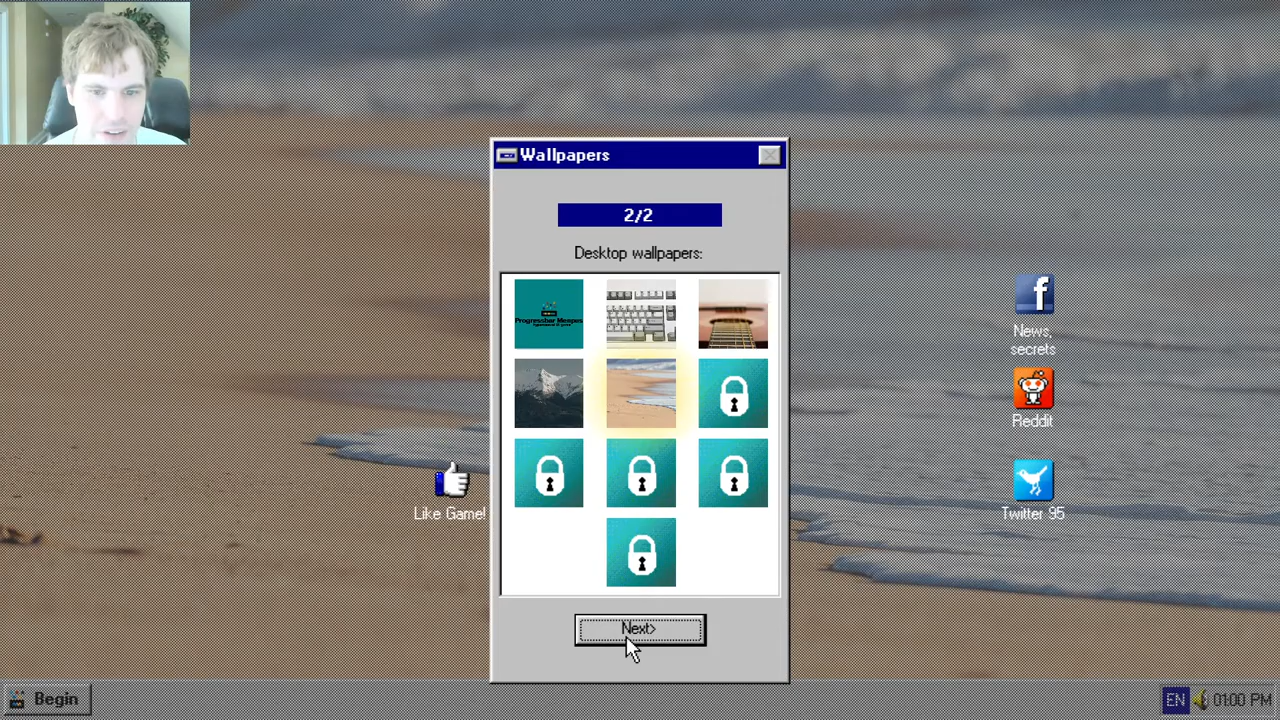 Wallpapers
2/2
Desktop wallpapers:
News,
secrets
Reddit
Like Game!
Twitter 95
Next>
Begin
EN
01:00 PM